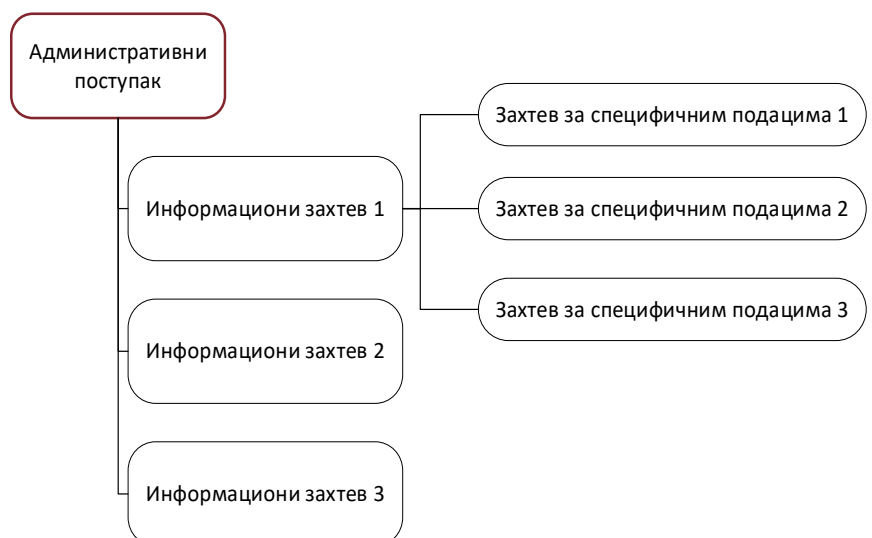 Административни
поступак
Информациони захтев 1
Информациони захтев 2
Информациони захтев 3
Захтев за специфичним подацима 1
Захтев за специфичним подацима 2
Захтев за специфичним подацима 3